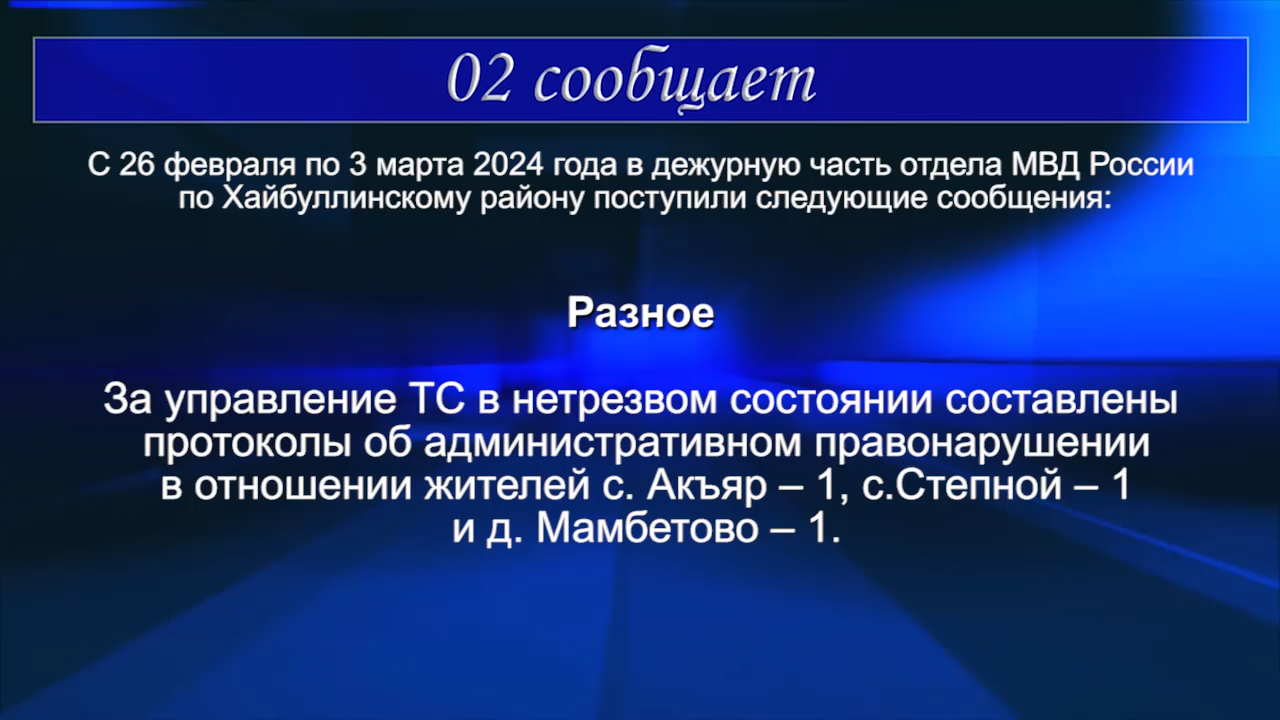 02 сообщает
С 26 февраля по 3 марта 2024 года в дежурную часть отдела МВД России
по Хайбуллинскому району поступили следующие сообщения:
Разное
За управление ТС в нетрезвом состоянии составлены
протоколы об административном правонарушении
в отношении жителей с. Акъяр – 1, с.Степной – 1
и д. Мамбетово – 1.